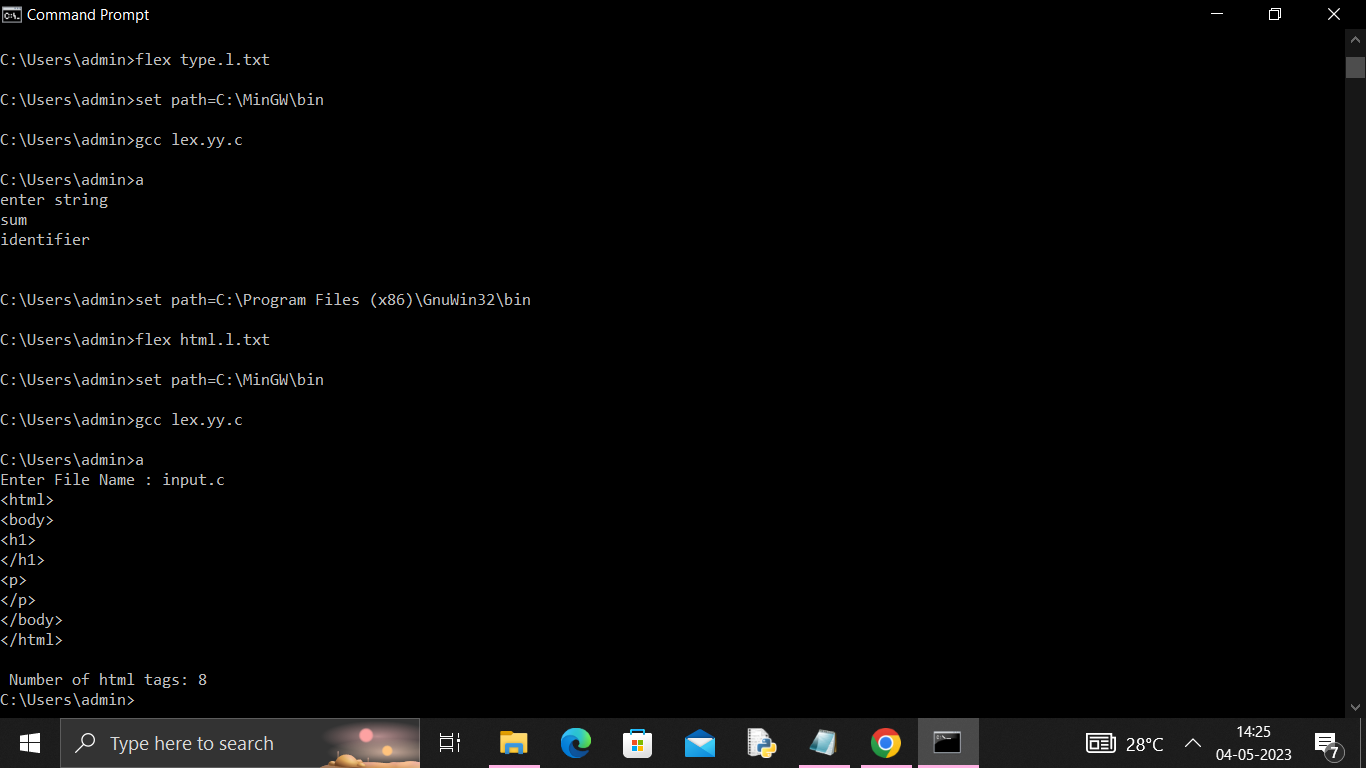 Command Prompt
C:\Users\admin>flex type.l.txt
C:\Users\admin>set path=C:\MinGW\bin
C:\Users\admin>gcc lex.yy.c
C:\Users\admin>a
enter string
sum
identifier
C:\Users\admin>set path=C:\Program Files (x86)\GnuWin32\bin
C:\Users\admin>flex html.l.txt
C:\Users\admin>set path=C:\MinGW\bin
C:\Users\admin>gcc lex.yy.c
C:\Users\admin>a
Enter File Name : input.c
<html>
<body>
<h1>
</h1>
<p>
</p>
</body>
</html>
Number of html tags: 8
C:\Users\admin>
Type here to search
28°C
14:25
04-05-2023
7